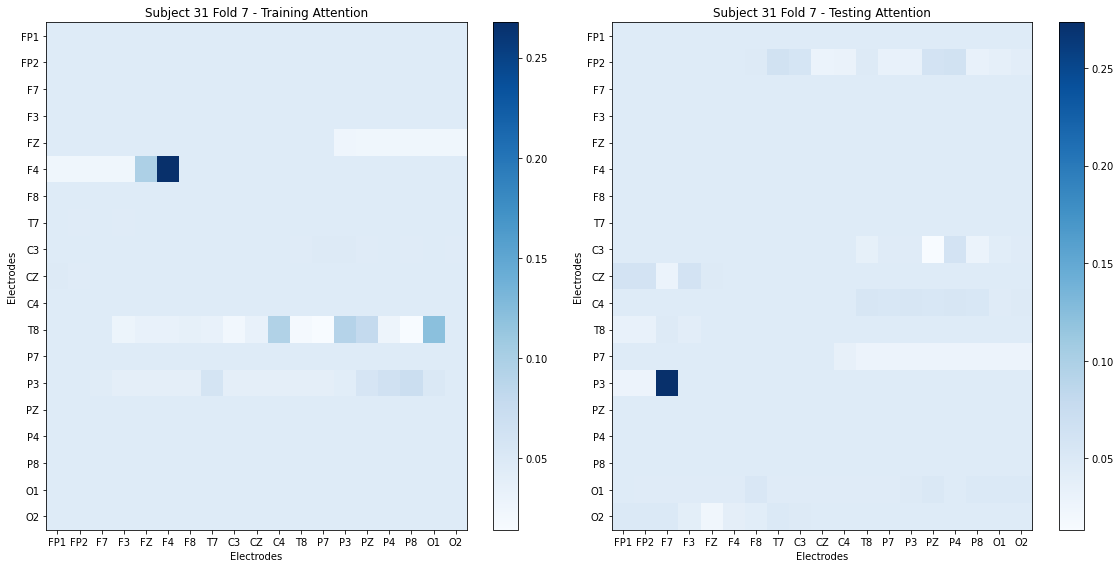 Subject 31 Fold 7 - Training Attention
FP1
FP2
F7
F3
FZ
F4
F8
T7
C3
CZ
C4
T8
P7
P3
PZ
P4
P8
O1
O2
Electrodes
FP1 FP2 F7 F3 FZ F4 F8 T7 C3 CZ C4 T8 P7 P3 PZ P4 P8 O1 O2
Electrodes
0.25
0.20
0.15
0.10
0.05
Subject 31 Fold 7 - Testing Attention
FP1
FP2
F7
F3
FZ
F4
F8
T7
C3
CZ
C4
T8
P7
P3
PZ
P4
P8
O1
O2
Electrodes
FP1 FP2 F7 F3 FZ F4 F8 T7 C3 CZ C4 T8 P7 P3 PZ P4 P8 O1 O2
Electrodes
0.25
0.20
0.15
0.10
0.05